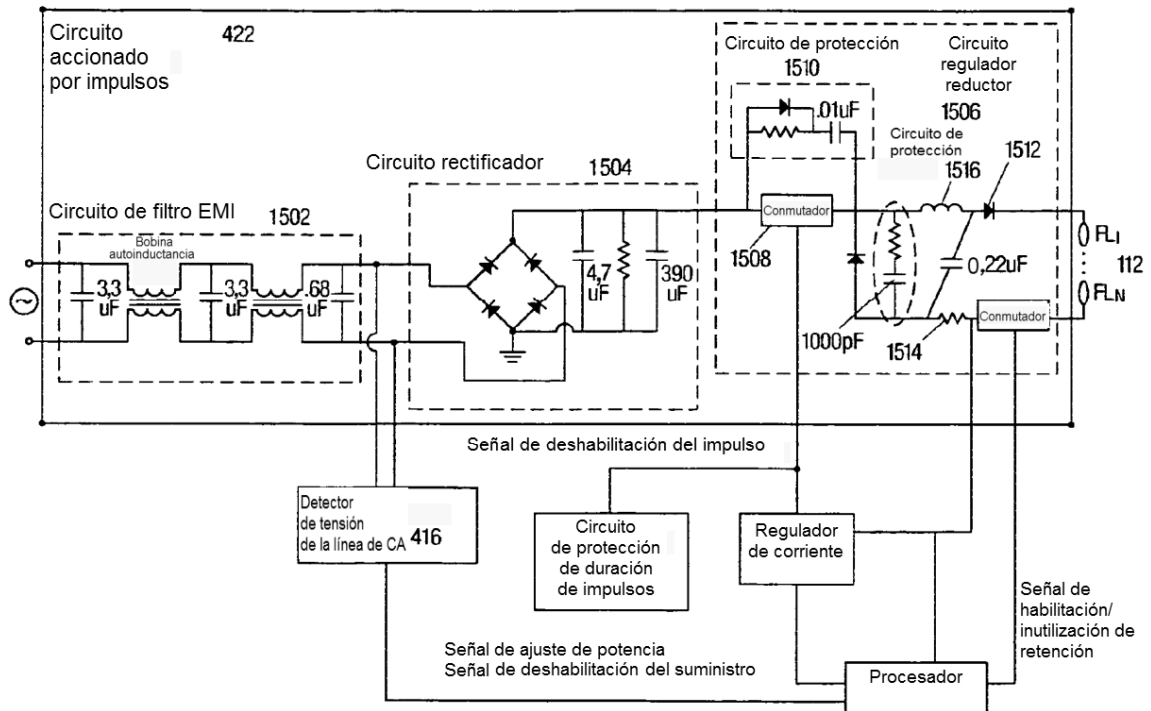 Circuito
accionado
por impulsos
422
Circuito de protección
1510
Circuito
regulador
reductor
1506
.01uF
Circuito de
protección
1516
1512
Circuito rectificador
1504
Circuito de filtro EMI
1502
Bobina
autoinductancia
Conmutador
1508
3,3
uF
3,3
uF
.68
uF
4,7
uF
390
uF
0,22uF
FL1
112
FLN
Conmutador
1000pF
1514
Señal de deshabilitación del impulso
Detector
de tensión
de la línea de CA
416
Circuito
de protección
de duración
de impulsos
Regulador
de corriente
Señal de
habilitación/
inutilización de
retención
Señal de ajuste de potencia
Señal de deshabilitación del suministro
Procesador